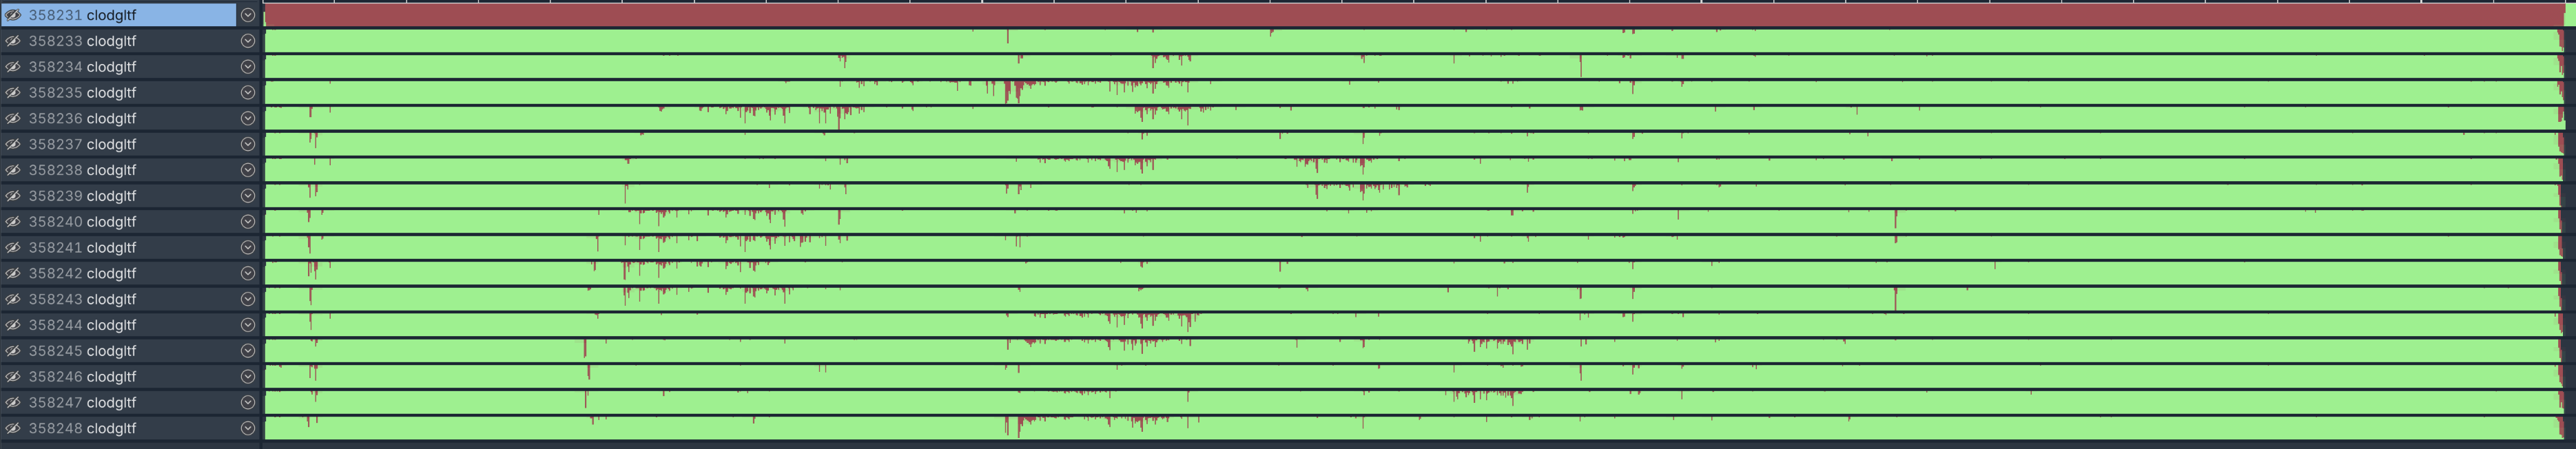 358231 clodgltf
358233 clodgltf
358234 clodgltf
358235 clodgltf
358236 clodgltf
358237 clodgltf
358238 clodgltf
358239 clodgltf
358240 clodgltf
358241 clodgltf
358242 clodgltf
358243 clodgltf
358244 clodgltf
358245 clodgltf
358246 clodgltf
358247 clodgltf
358248 clodgltf